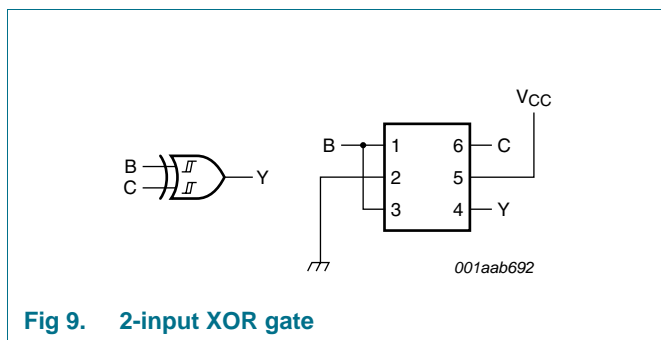 B
C
Y
VCC
B 1 6 C
2 5
3 4 Y
001aab692
Fig 9. 2-input XOR gate